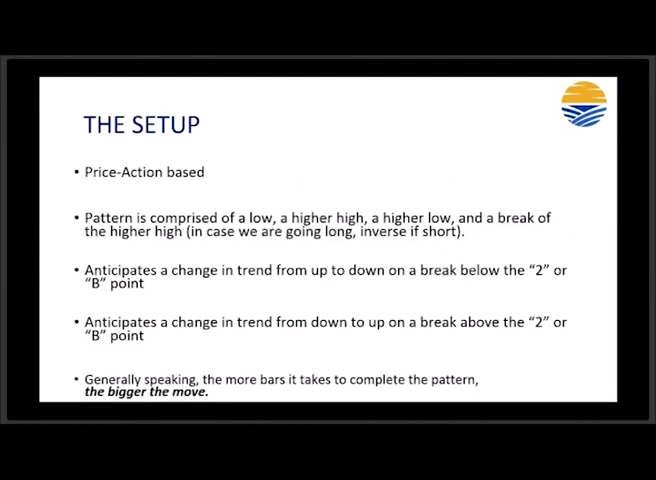 THE SETUP
• Price-Action based
• Pattern is comprised of a low, a higher high, a higher low, and a break of
the higher high (in case we are going long, inverse if short).
• Anticipates a change in trend from up to down on a break below the “2” or
“B” point
• Anticipates a change in trend from down to up on a break above the “2” or
“B” point
• Generally speaking, the more bars it takes to complete the pattern,
the bigger the move.